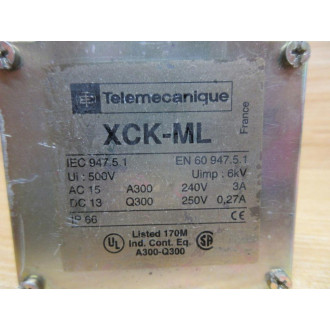 Telemecanique
XCK-ML
France
IEC 947.5.1 EN 60 947.5.1
Ui : 500V Uimp : 6kV
AC 15 A300 240V 3A
DC 13 Q300 250V 0,27A
IP 66 CE
UL Listed 170M SA
Ind. Cont. Eq.
A300-Q300